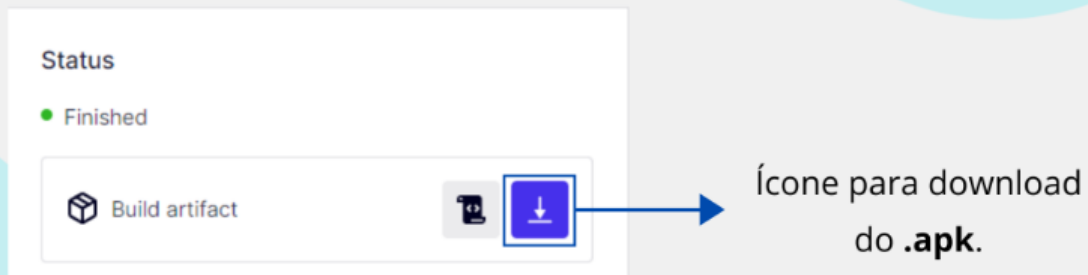 Status
Finished
Build artifact
Ícone para download
do .apk.